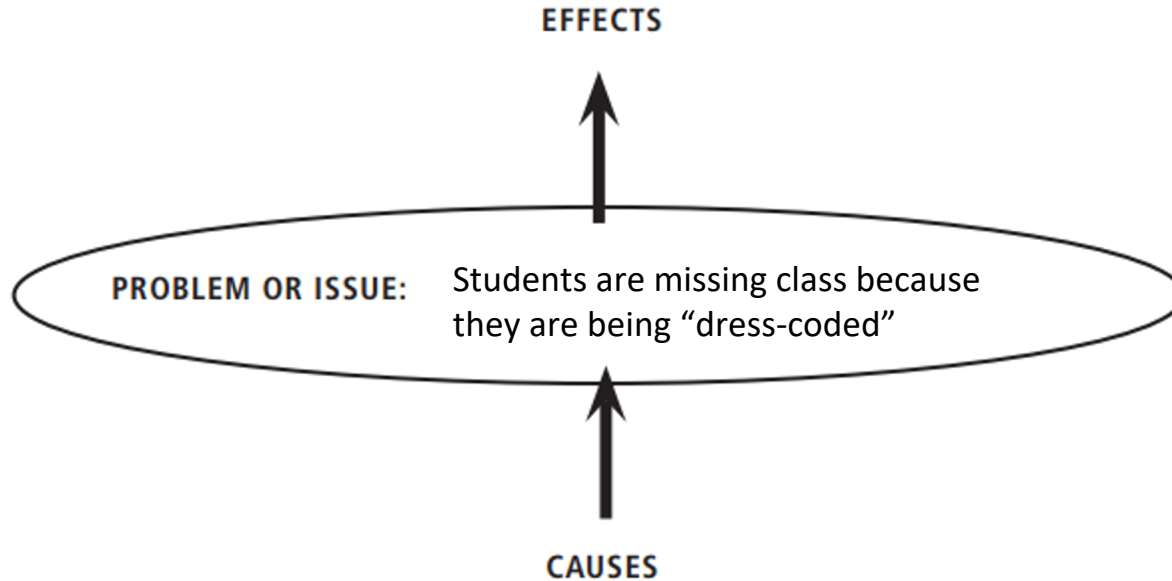 EFFECTS
PROBLEM OR ISSUE: Students are missing class because
they are being “dress-coded”
CAUSES